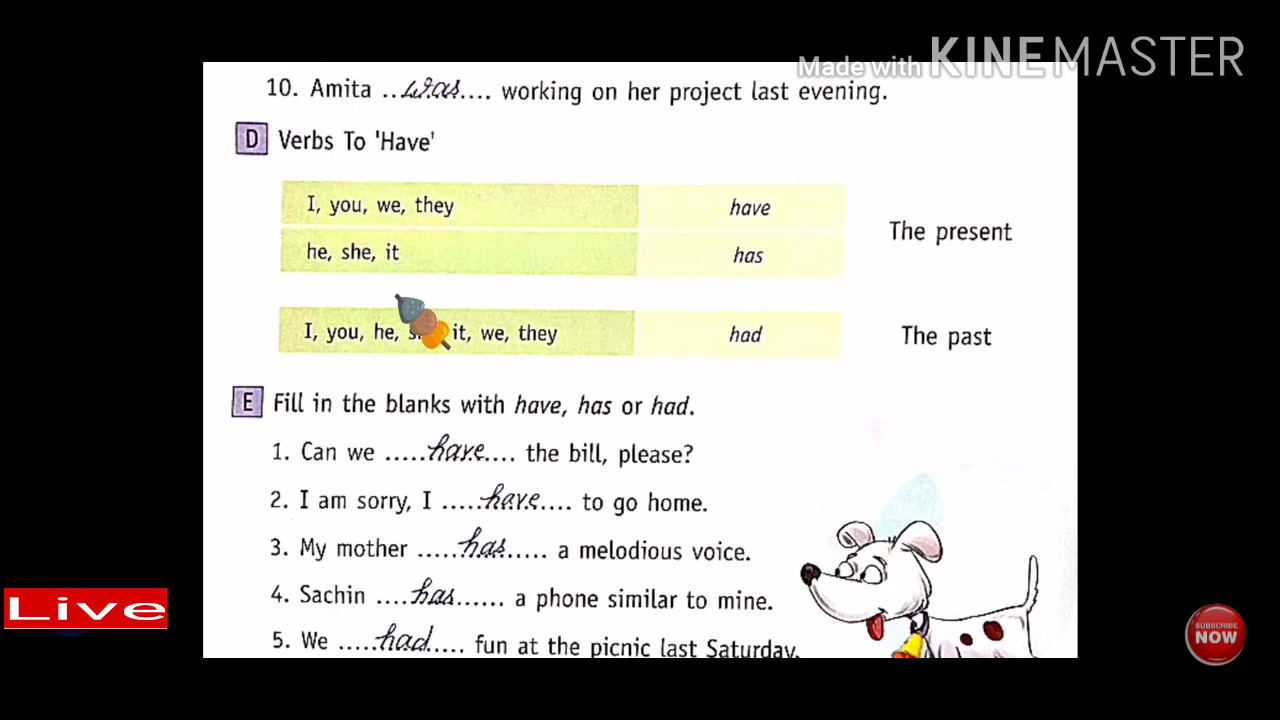 Made with KINEMASTER
10. Amita ..was.... working on her project last evening.
D Verbs To 'Have'
I, you, we, they have
The present
he, she, it has
I, you, he, it, we, they had The past
E Fill in the blanks with have, has or had.
1. Can we .....have.... the bill, please?
2. I am sorry, I .....have.... to go home.
3. My mother .....has..... a melodious voice.
4. Sachin ....has...... a phone similar to mine.
5. We .....had..... fun at the picnic last Saturday.
Live
SUBSCRIBE
NOW